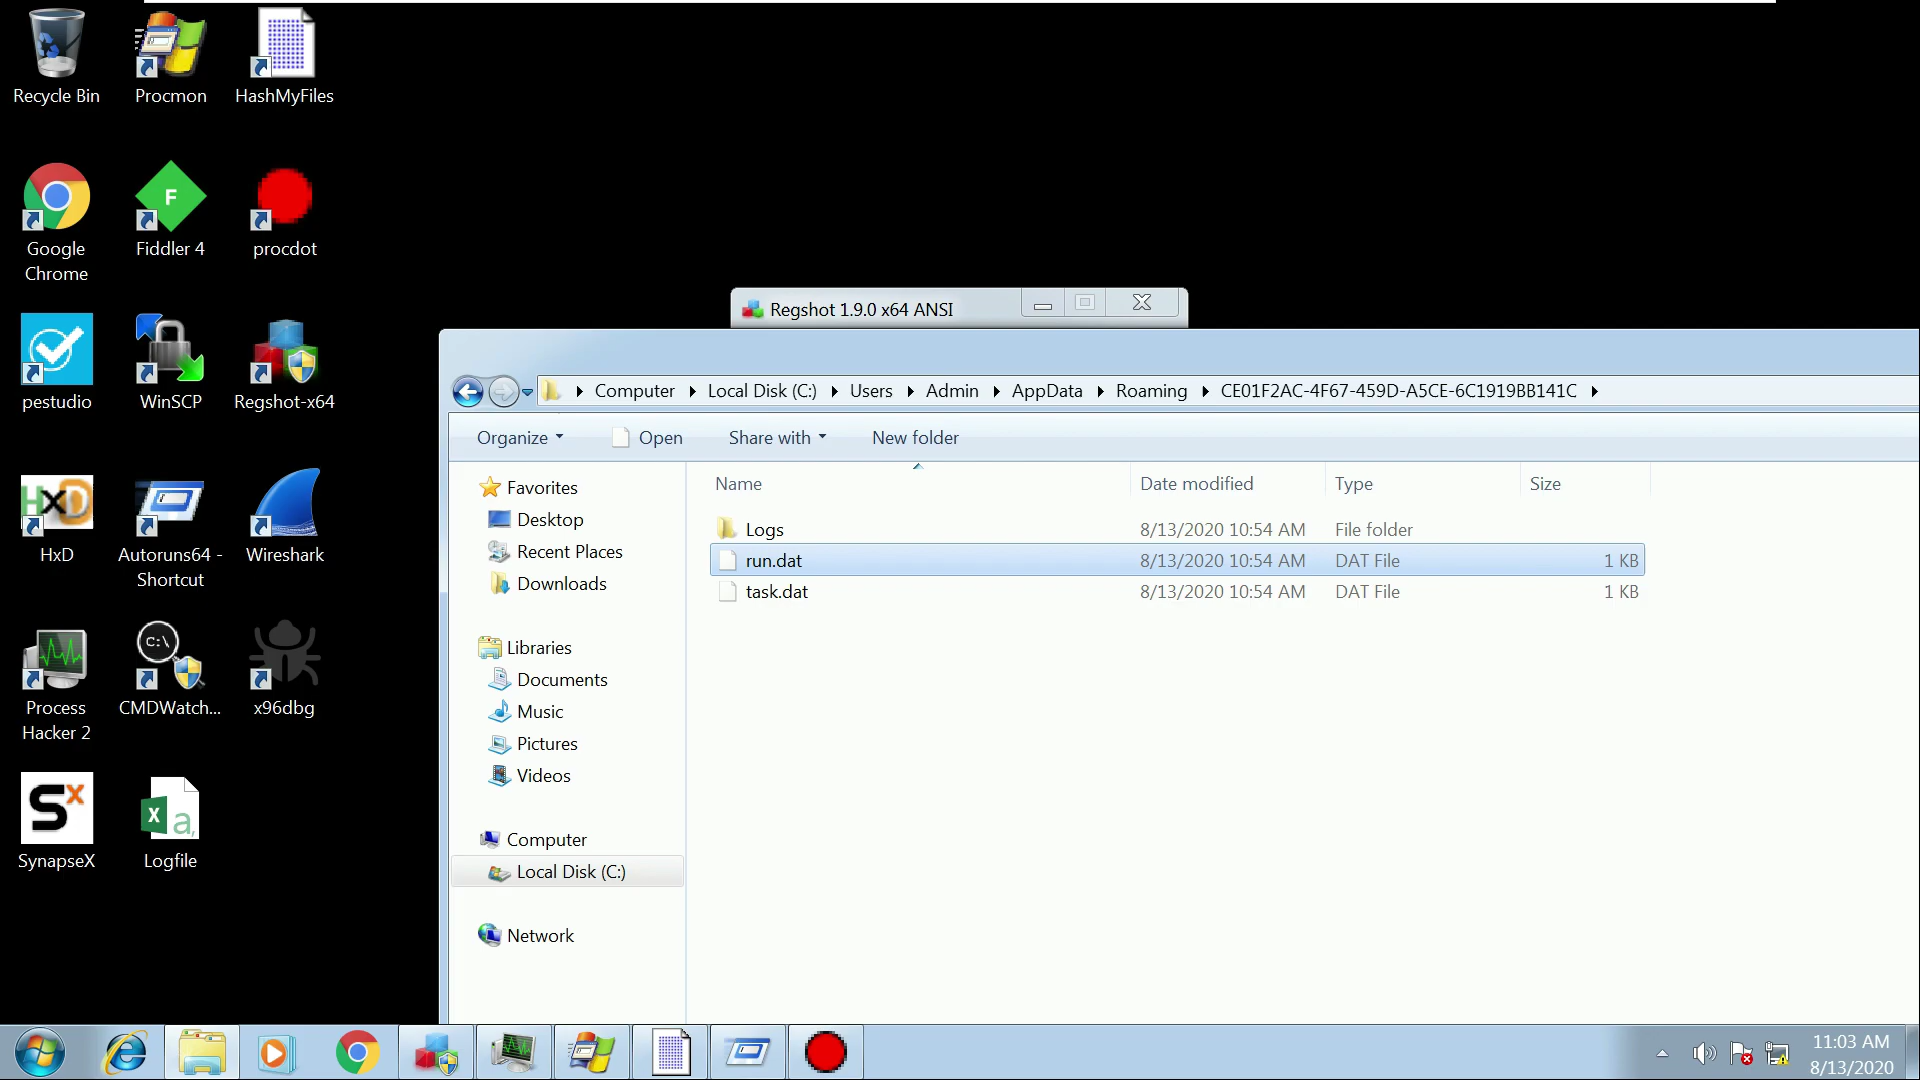 Recycle Bin
Procmon
HashMyFiles
Google
Chrome
F
Fiddler 4
procdot
pestudio
WinSCP
Regshot-x64
HxD
HxD
Autoruns64 -
Shortcut
Wireshark
C:\
Process
Hacker 2
CMDWatch...
x96dbg
Sx
SynapseX
X a,
Logfile
Regshot 1.9.0 x64 ANSI
Computer Local Disk (C:) Users Admin AppData Roaming CE01F2AC-4F67-459D-A5CE-6C1919BB141C
Organize Open Share with New folder
Favorites
Desktop
Recent Places
Downloads
Libraries
Documents
Music
Pictures
Videos
Computer
Local Disk (C:)
Network
Name Date modified Type Size
Logs 8/13/2020 10:54 AM File folder
run.dat 8/13/2020 10:54 AM DAT File 1 KB
task.dat 8/13/2020 10:54 AM DAT File 1 KB
11:03 AM
8/13/2020